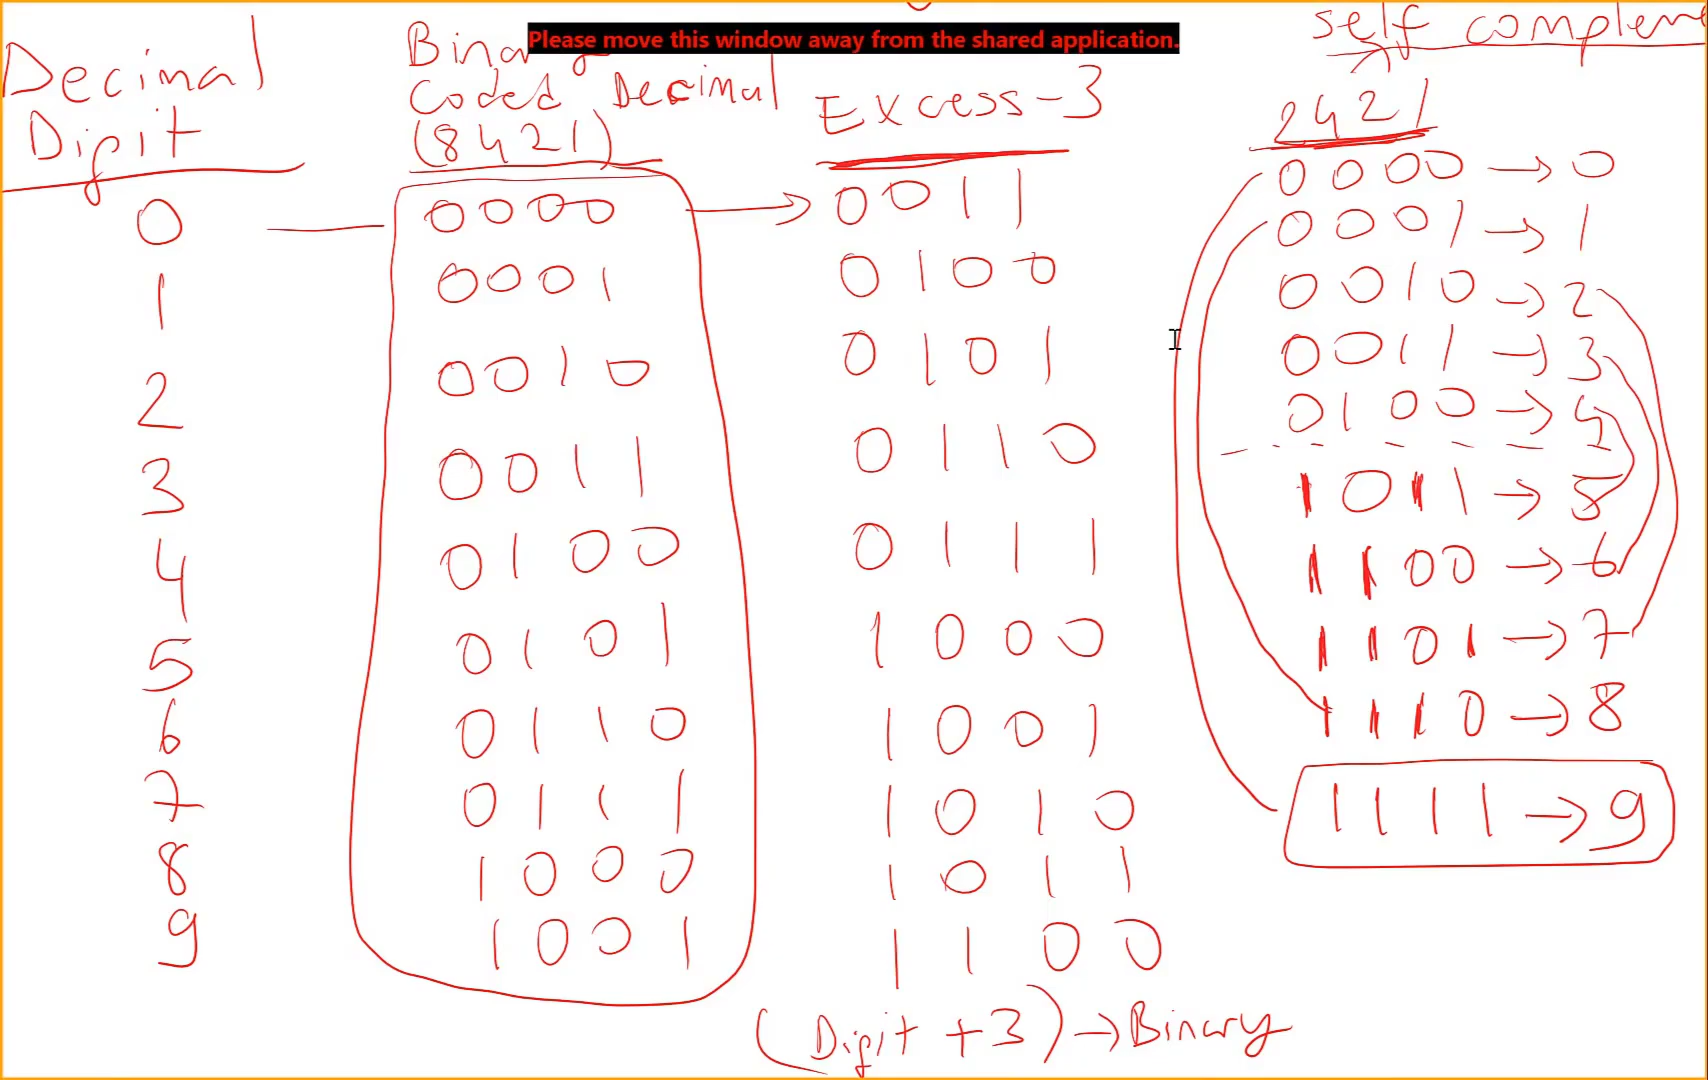 Please move this window away from the shared application.
Decimal Digit
Coded Decimal
(8421)
Excess-3
self
2421
0 0000 → 0011 0000 → 0
1 0001 0100 0001 → 1
2 0010 0101 0010 → 2
3 0011 0110 0011 → 3
4 0100 0111 0100 → 4
5 0101 1000 1011 → 5
6 0110 1001 1100 → 6
7 0111 1010 1101 → 7
8 1000 1011 1110 → 8
9 1001 1100 1111 → 9
(Digit + 3) → Binary